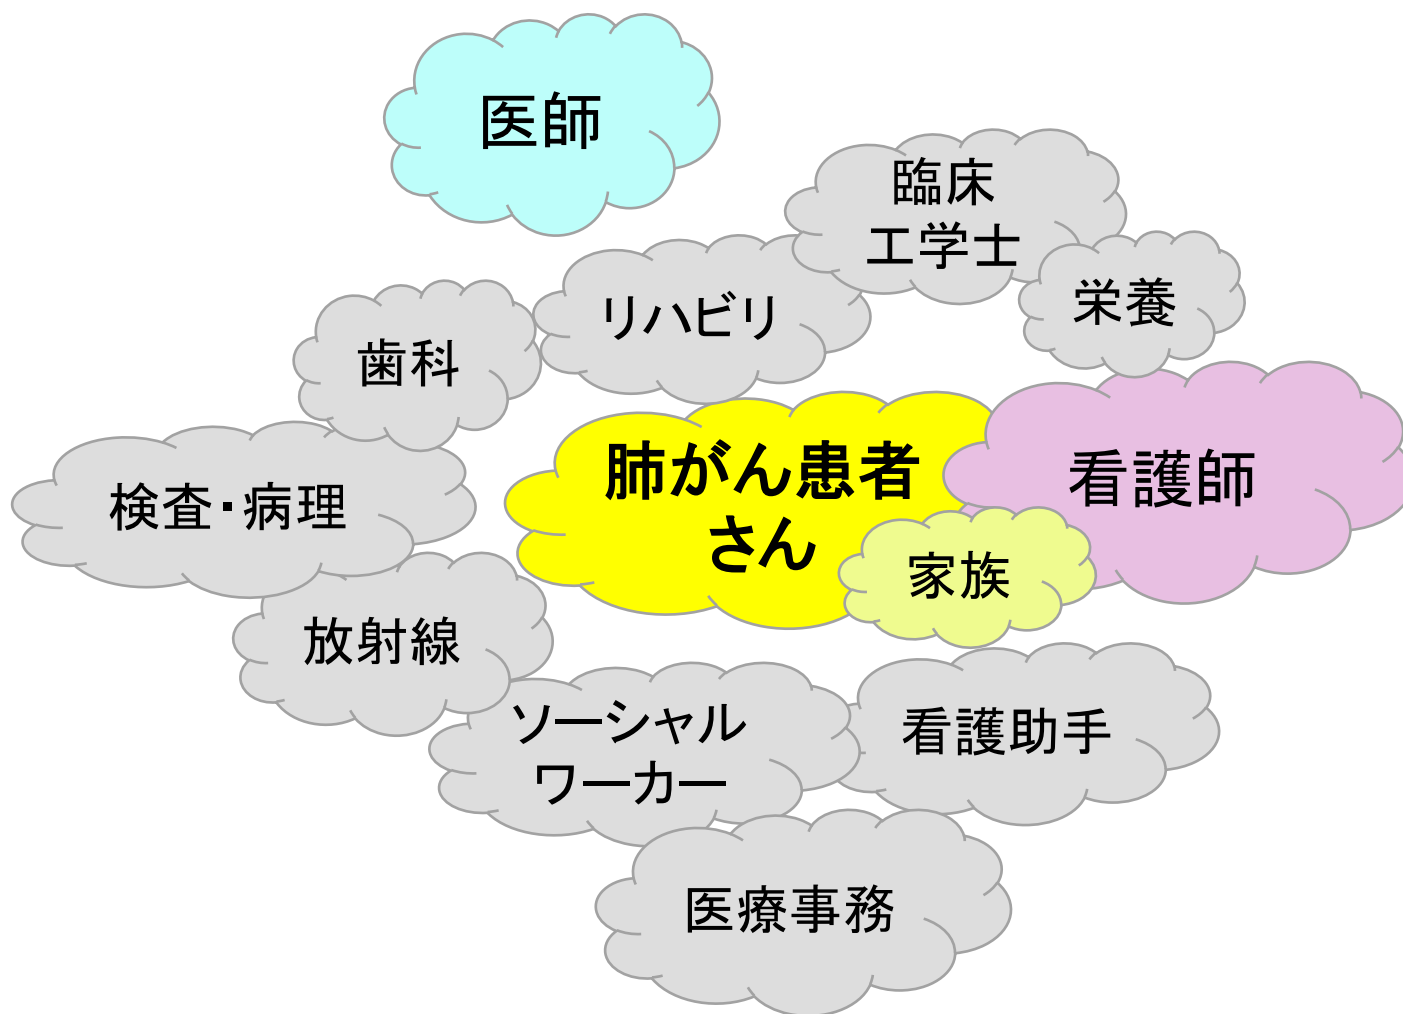 医師
臨床
工学士
栄養
リハビリ
歯科
肺がん患者
さん
看護師
検査・病理
家族
放射線
ソーシャル
ワーカー
看護助手
医療事務